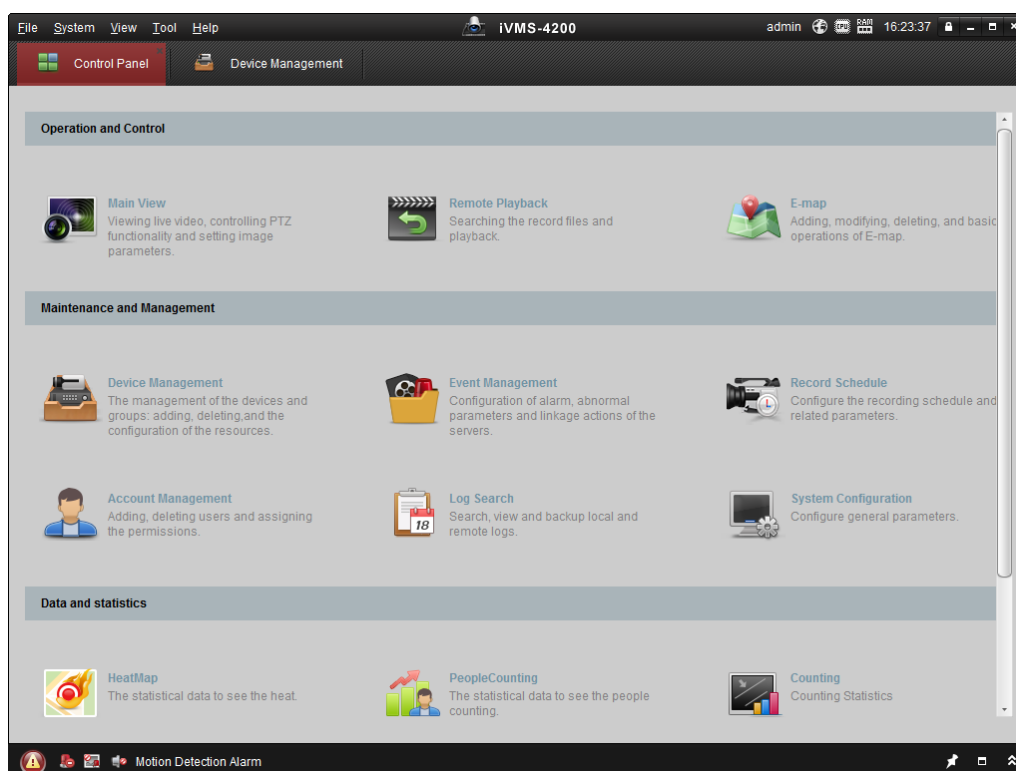 File System View Tool Help iVMS-4200 admin CPU RAM 16:23:37
Control Panel Device Management
Operation and Control
Main View
Viewing live video, controlling PTZ
functionality and setting image
parameters.
Remote Playback
Searching the record files and
playback.
E-map
Adding, modifying, deleting, and basic
operations of E-map.
Maintenance and Management
Device Management
The management of the devices and
groups: adding, deleting,and the
configuration of the resources.
Event Management
Configuration of alarm, abnormal
parameters and linkage actions of the
servers.
Record Schedule
Configure the recording schedule and
related parameters.
Account Management
Adding, deleting users and assigning
the permissions.
18
Log Search
Search, view and backup local and
remote logs.
System Configuration
Configure general parameters.
Data and statistics
HeatMap
The statistical data to see the heat.
PeopleCounting
The statistical data to see the people
counting.
Counting
Counting Statistics
Motion Detection Alarm